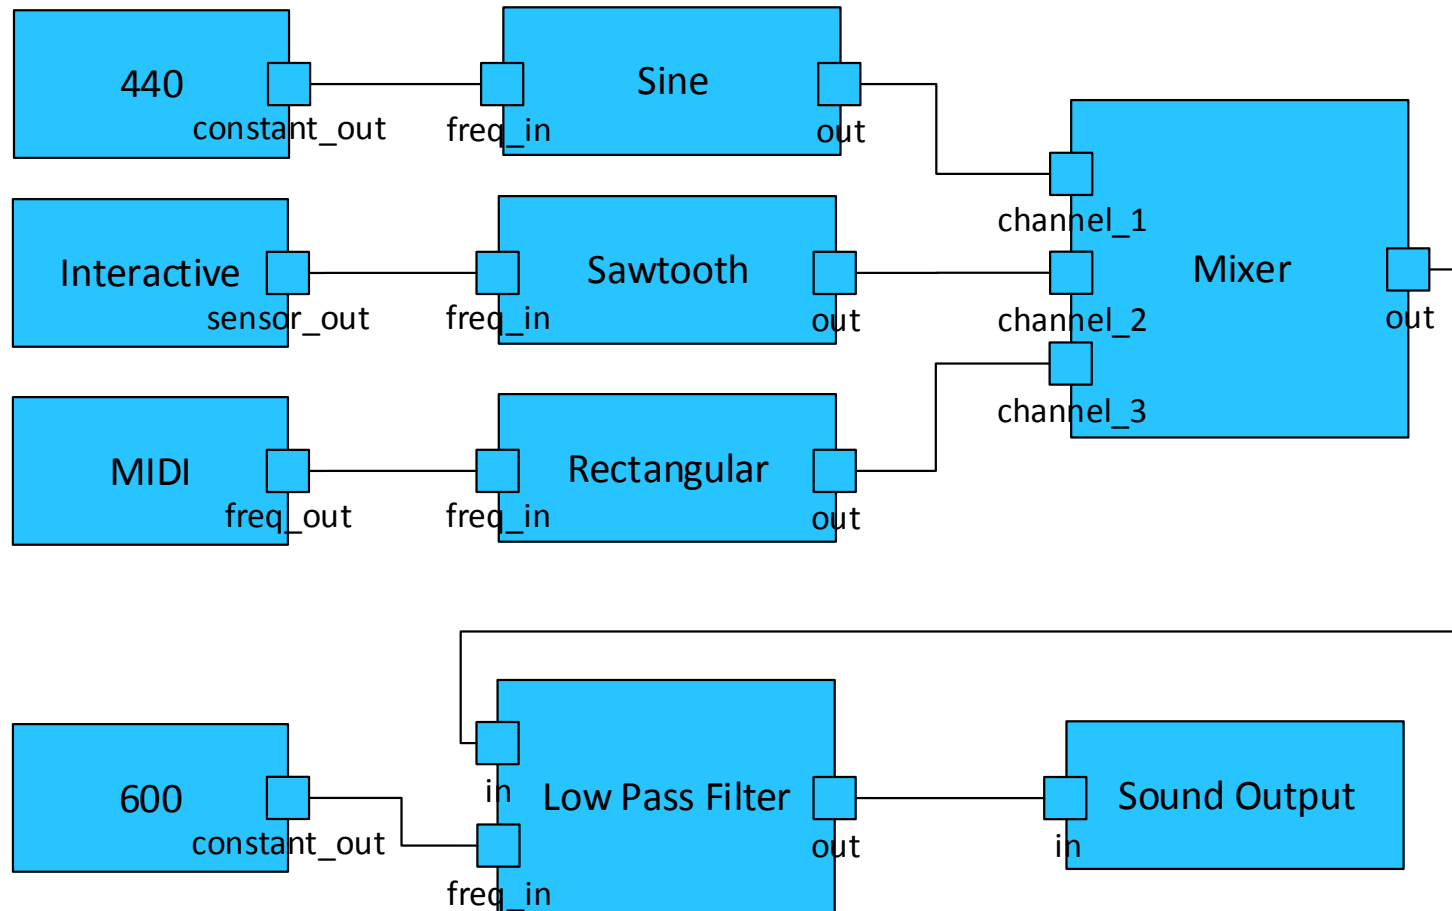 440
constant_out
freq_in
Sine
out
Interactive
sensor_out
freq_in
Sawtooth
out
MIDI
freq_out
freq_in
Rectangular
out
channel_1
channel_2
channel_3
Mixer
out
600
constant_out
in
freq_in
Low Pass Filter
out
in
Sound Output